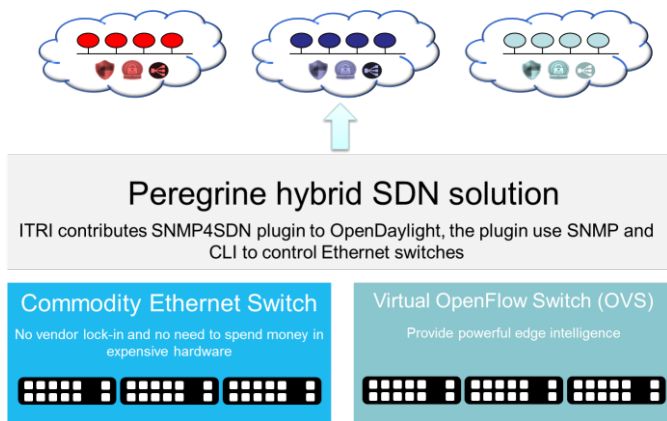 Peregrine hybrid SDN solution
ITRI contributes SNMP4SDN plugin to OpenDaylight, the plugin use SNMP and
CLI to control Ethernet switches
Commodity Ethernet Switch
No vendor lock-in and no need to spend money in
expensive hardware
Virtual OpenFlow Switch (OVS)
Provide powerful edge intelligence